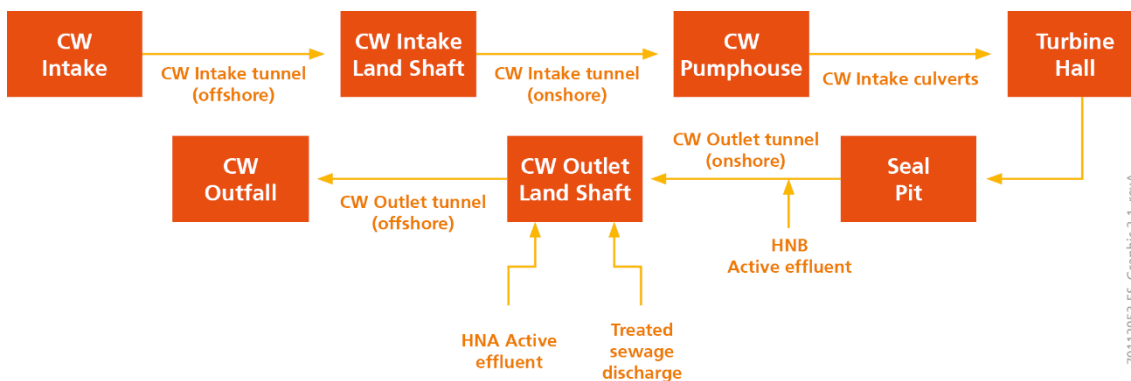 CW
Intake
CW Intake tunnel
(offshore)
CW Intake
Land Shaft
CW Intake tunnel
(onshore)
CW
Pumphouse
CW Intake culverts
Turbine
Hall
CW
Outfall
CW Outlet tunnel
(offshore)
CW Outlet
Land Shaft
CW Outlet tunnel
(onshore)
Seal
Pit
HNB
Active effluent
HNA Active
effluent
Treated
sewage
discharge